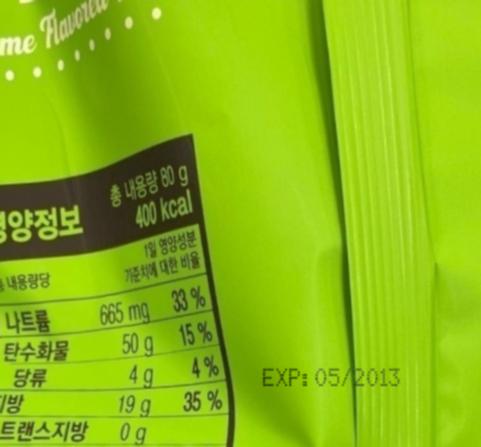 me Flavored
총 내용량 80 g
400 kcal
영양정보
1일 영양성분
기준치에 대한 비율
내용량당
나트륨 665 mg 33 %
탄수화물 50 g 15 %
당류 4 g 4 %
지방 19 g 35 %
트랜스지방 0 g
EXP: 05/2013